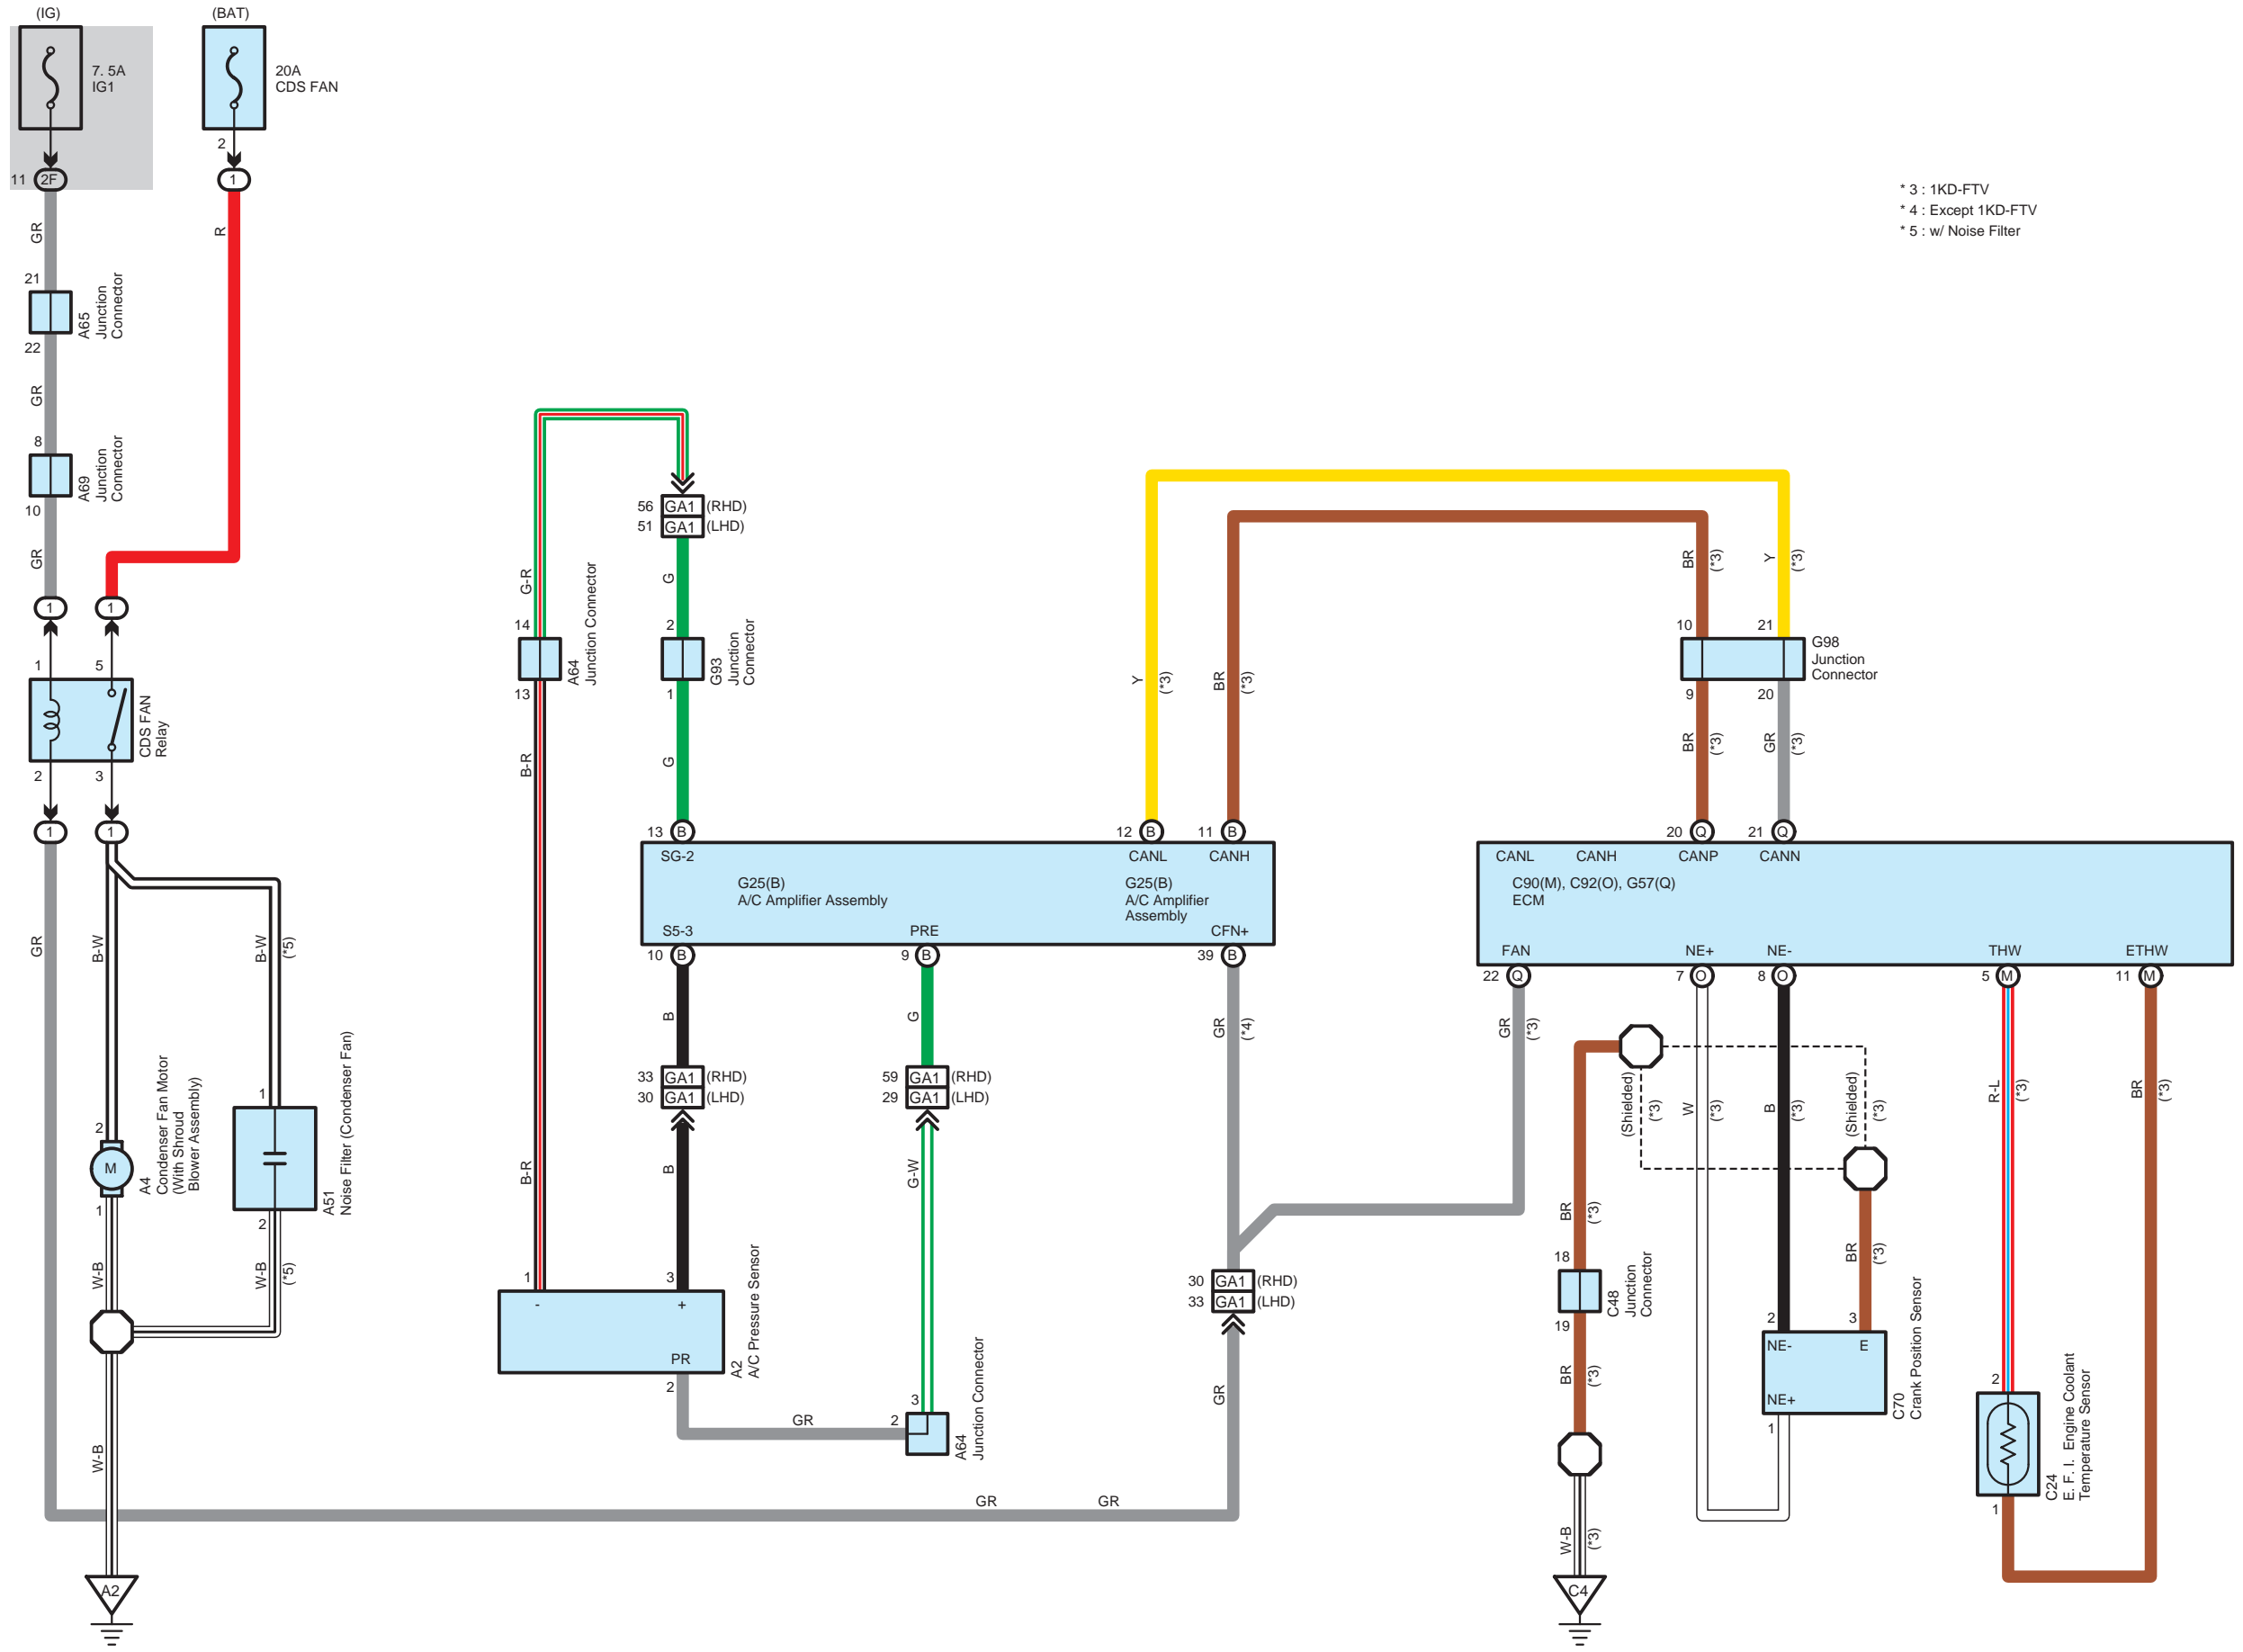 (IG)
(BAT)
7. 5A
IG1
20A
CDS FAN
2
11
2F
1
* 3 : 1KD-FTV
* 4 : Except 1KD-FTV
* 5 : w/ Noise Filter
GR
R
21
A65
Junction
Connector
22
GR
8
A69
Junction
Connector
10
GR
1
1
1
5
CDS FAN
Relay
2
3
1
1
GR
B-W
B-W
(*5)
1
2
M
A4
Condenser Fan Motor
(With Shroud
Blower Assembly)
1
A51
Noise Filter (Condenser Fan)
2
W-B
W-B
(*5)
W-B
A2
56
GA1
(RHD)
51
GA1
(LHD)
G-R
G
14
A64
Junction Connector
13
2
G93
Junction
Connector
1
B-R
G
B-R
13
B
SG-2
12
B
CANL
11
B
CANH
G25(B)
A/C Amplifier Assembly
G25(B)
A/C Amplifier
Assembly
S5-3
PRE
CFN+
10
B
9
B
39
B
B
G
GR
(*4)
33
GA1
(RHD)
30
GA1
(LHD)
59
GA1
(RHD)
29
GA1
(LHD)
B
G-W
1
3
-
+
PR
A2
A/C Pressure Sensor
2
GR
2
3
A64
Junction Connector
30
GA1
(RHD)
33
GA1
(LHD)
GR
GR
GR
Y
(*3)
BR
(*3)
BR
(*3)
Y
(*3)
10
21
G98
Junction
Connector
9
20
BR
(*3)
GR
(*3)
20
Q
21
Q
CANL
CANH
CANP
CANN
C90(M), C92(O), G57(Q)
ECM
FAN
NE+
NE-
THW
ETHW
22
Q
7
O
8
O
5
M
11
M
GR
(*3)
(Shielded)
(*3)
W
(*3)
B
(*3)
(Shielded)
(*3)
R-L
(*3)
BR
(*3)
BR
(*3)
18
C48
Junction
Connector
19
BR
(*3)
BR
(*3)
2
3
NE-
E
NE+
C70
Crank Position Sensor
1
2
C24
E. F. I. Engine Coolant
Temperature Sensor
1
W-B
(*3)
C4